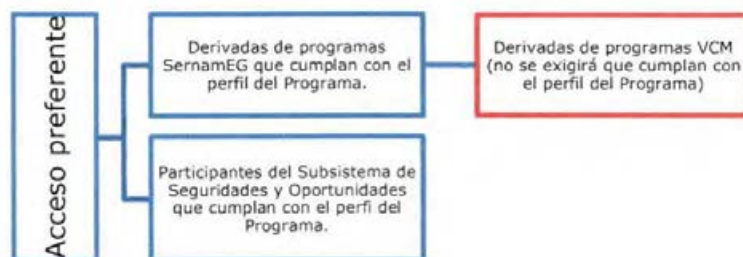 Acceso preferente
Derivadas de programas
SernamEG que cumplan con el
perfil del Programa.
Derivadas de programas VCM
(no se exigirá que cumplan con
el perfil del Programa)
Participantes del Subsistema de
Seguridades y Oportunidades
que cumplan con el perfi del
Programa.